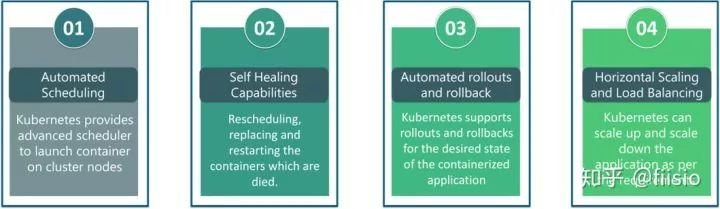 01
Automated
Scheduling
Kubernetes provides
advanced scheduler
to launch container
on cluster nodes
02
Self Healing
Capabilities
Rescheduling,
replacing and
restarting the
containers which are
died.
03
Automated rollouts
and rollback
Kubernetes supports
rollouts and rollbacks
for the desired state
of the containerized
application
04
Horizontal Scaling
and Load Balancing
Kubernetes can
scale up and scale
down the
application as per
the requirements
知乎 @fiisio